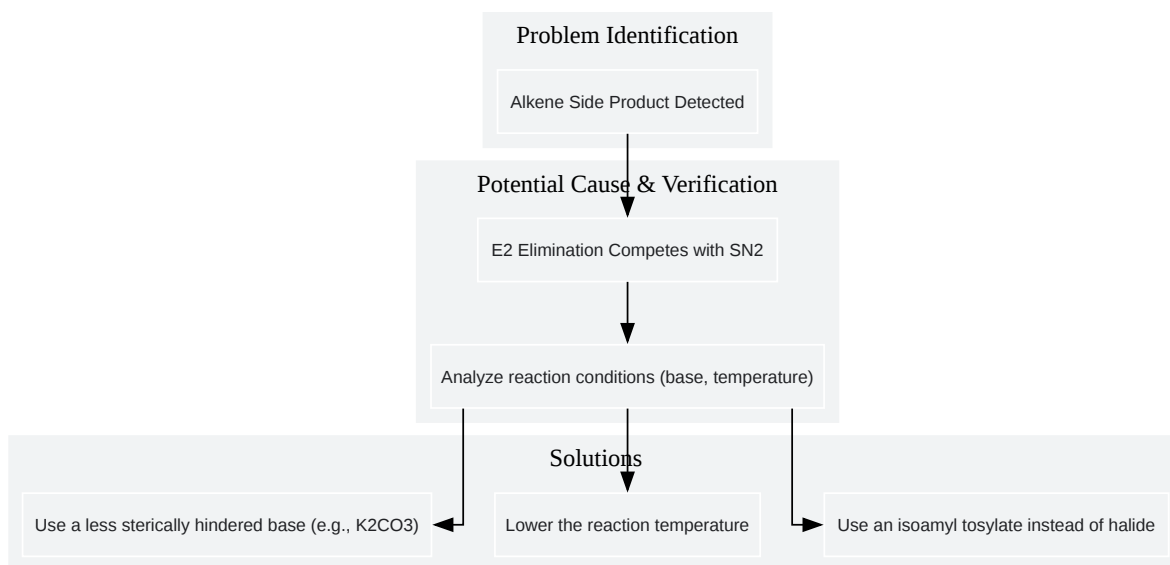 Problem Identification
Alkene Side Product Detected
Potential Cause & Verification
E2 Elimination Competes with SN2
Analyze reaction conditions (base, temperature)
Solutions
Use a less sterically hindered base (e.g., K2CO3)
Lower the reaction temperature
Use an isoamyl tosylate instead of halide